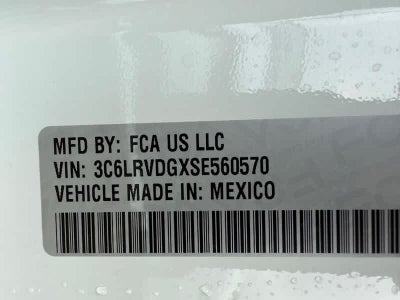 MFD BY: FCA US LLC
VIN: 3C6LRVDGXSE560570
VEHICLE MADE IN: MEXICO